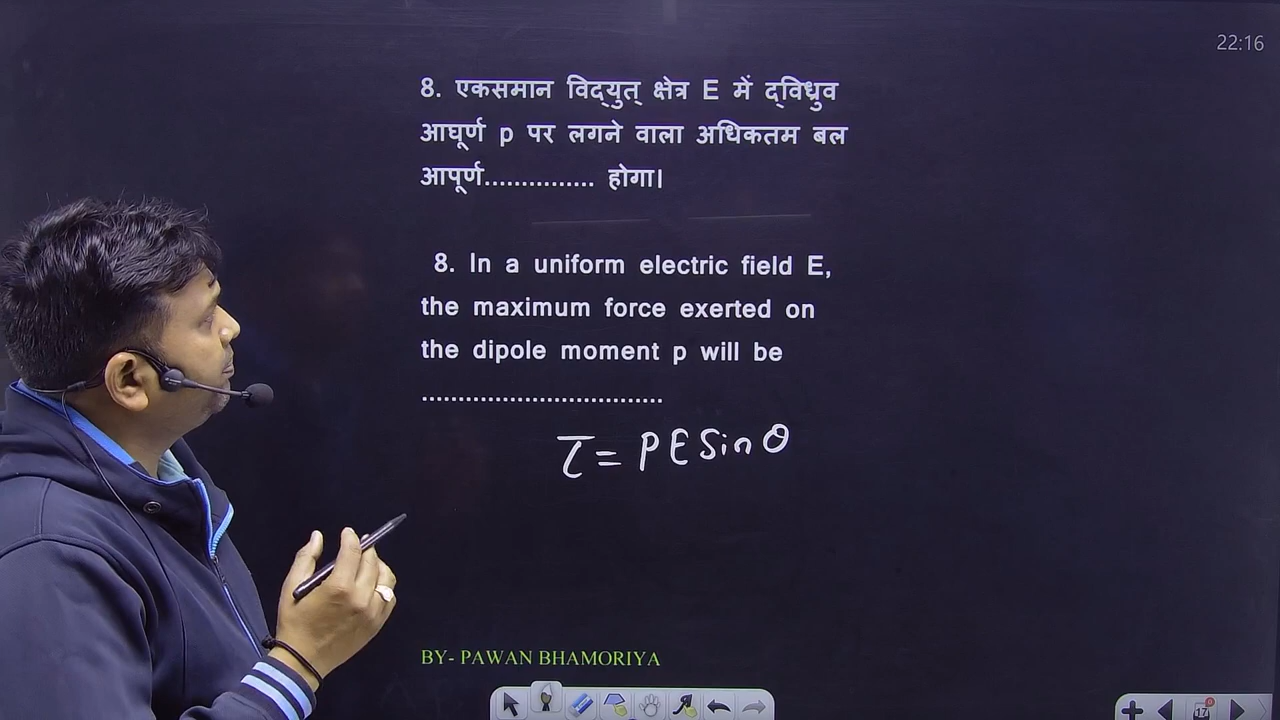 22:16
8. एकसमान विद्युत् क्षेत्र E में द्विध्रुव
आघूर्ण p पर लगने वाला अधिकतम बल
आपूर्ण............... होगा।
8. In a uniform electric field E,
the maximum force exerted on
the dipole moment p will be
.................................
τ = PE Sin θ
BY- PAWAN BHAMORIYA